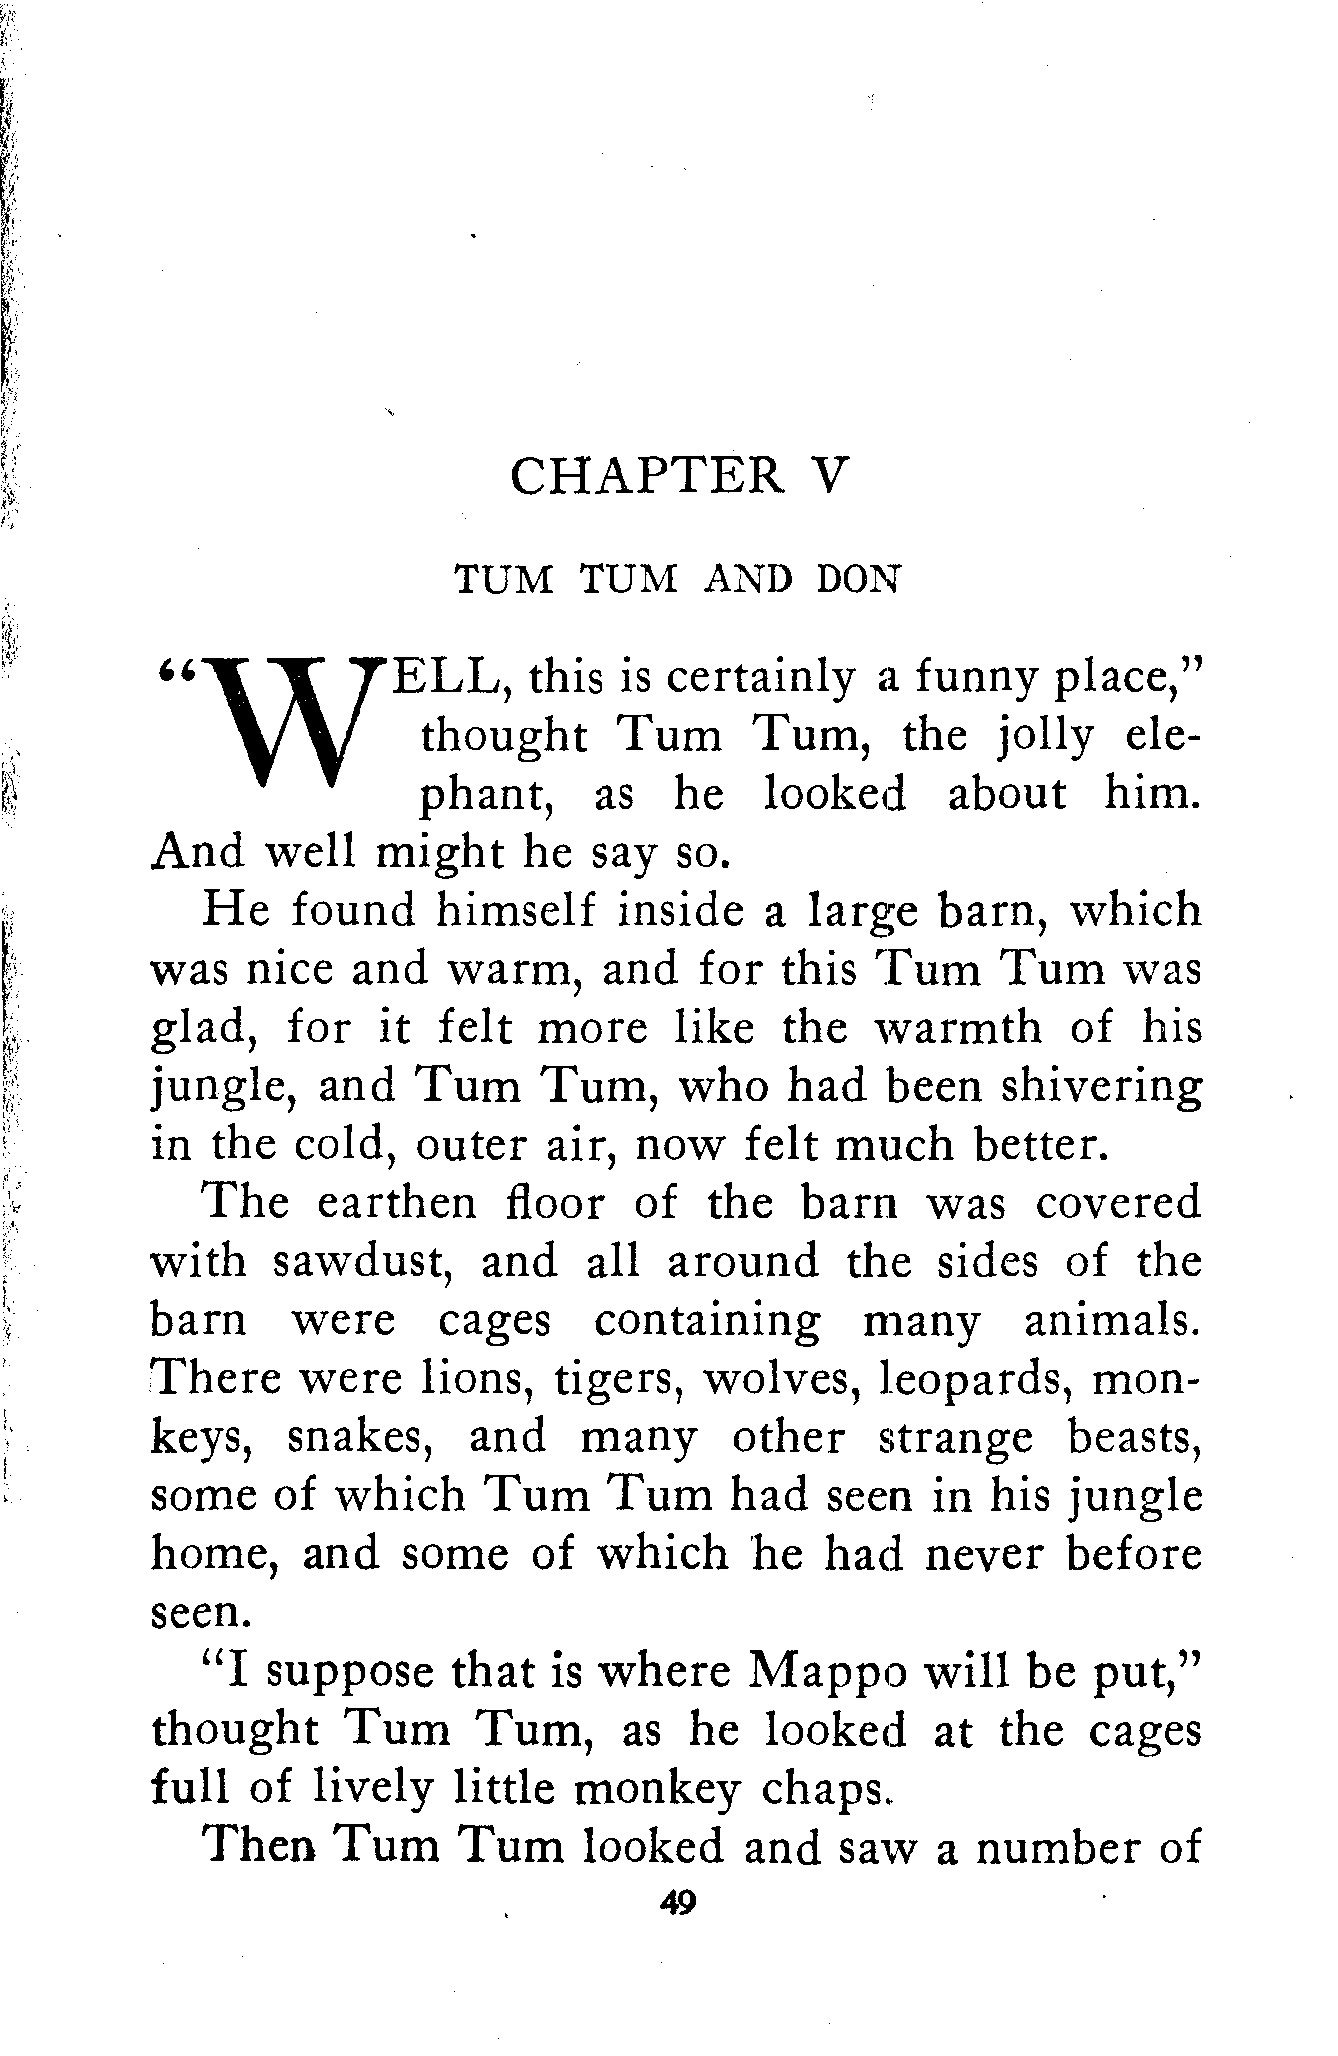 CHAPTER V
TUM TUM AND DON
“WELL, this is certainly a funny place,”
thought Tum Tum, the jolly ele-
phant, as he looked about him.
And well might he say so.
He found himself inside a large barn, which
was nice and warm, and for this Tum Tum was
glad, for it felt more like the warmth of his
jungle, and Tum Tum, who had been shivering
in the cold, outer air, now felt much better.
The earthen floor of the barn was covered
with sawdust, and all around the sides of the
barn were cages containing many animals.
There were lions, tigers, wolves, leopards, mon-
keys, snakes, and many other strange beasts,
some of which Tum Tum had seen in his jungle
home, and some of which he had never before
seen.
“I suppose that is where Mappo will be put,”
thought Tum Tum, as he looked at the cages
full of lively little monkey chaps.
Then Tum Tum looked and saw a number of
49